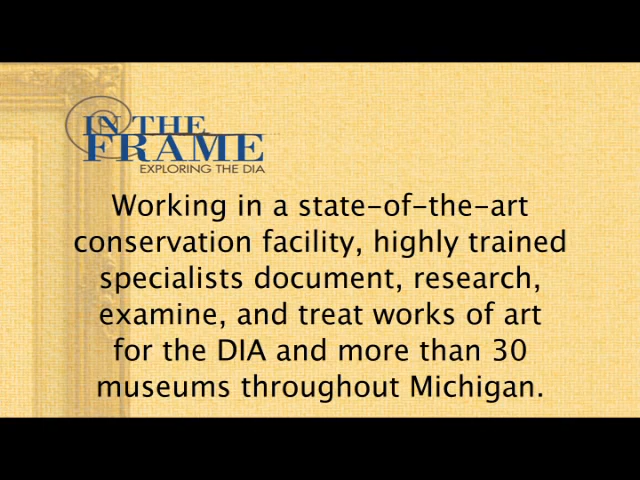 IN THE
FRAME
EXPLORING THE DIA
Working in a state-of-the-art
conservation facility, highly trained
specialists document, research,
examine, and treat works of art
for the DIA and more than 30
museums throughout Michigan.